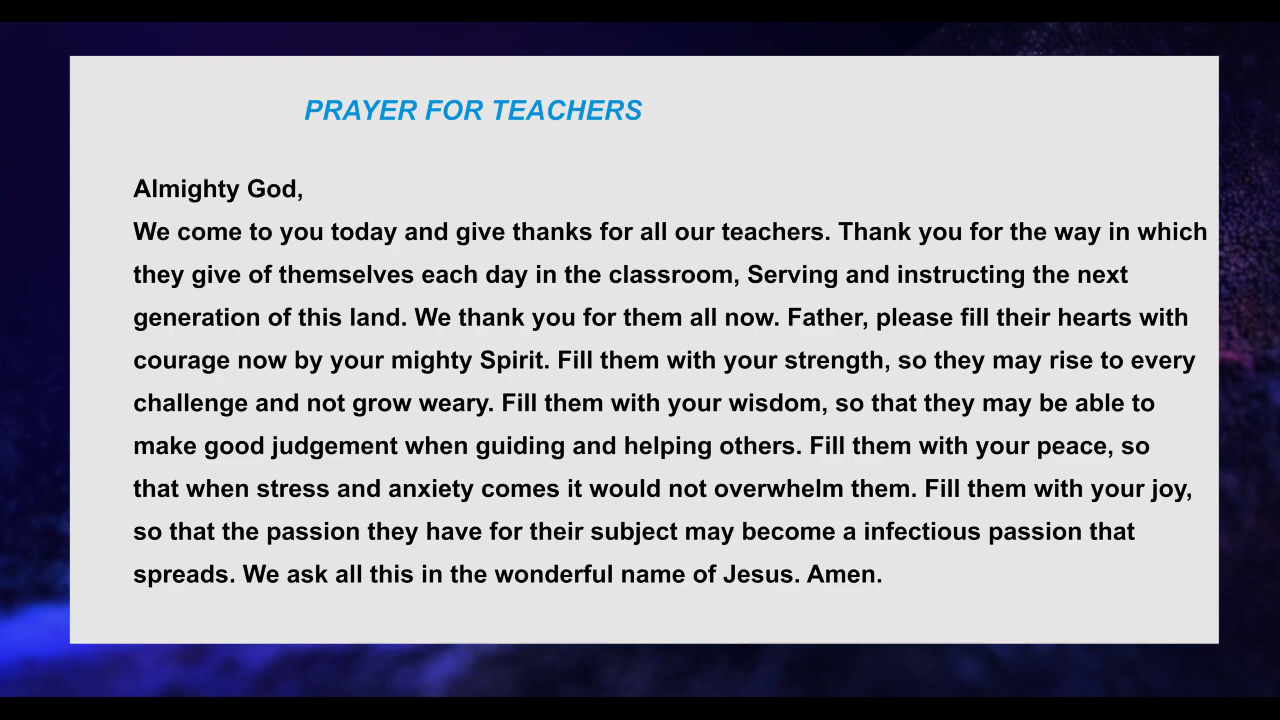 PRAYER FOR TEACHERS
Almighty God,
We come to you today and give thanks for all our teachers. Thank you for the way in which
they give of themselves each day in the classroom, Serving and instructing the next
generation of this land. We thank you for them all now. Father, please fill their hearts with
courage now by your mighty Spirit. Fill them with your strength, so they may rise to every
challenge and not grow weary. Fill them with your wisdom, so that they may be able to
make good judgement when guiding and helping others. Fill them with your peace, so
that when stress and anxiety comes it would not overwhelm them. Fill them with your joy,
so that the passion they have for their subject may become a infectious passion that
spreads. We ask all this in the wonderful name of Jesus. Amen.